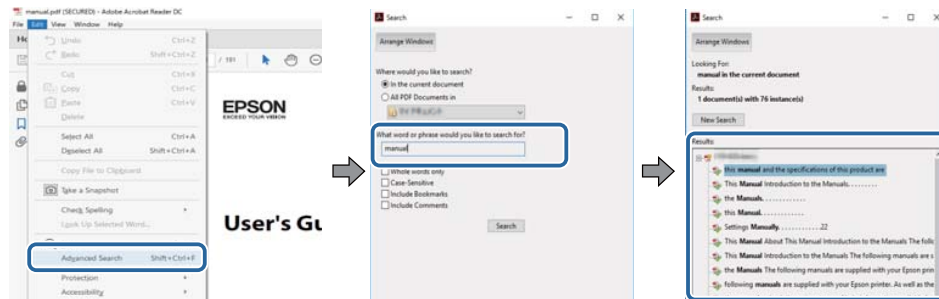 manual.pdf (SECURED) - Adobe Acrobat Reader DC
File Edit View Window Help
Undo Ctrl+Z
Redo Shift+Ctrl+Z
Cut Ctrl+X
Copy Ctrl+C
Paste Ctrl+V
Delete
Select All Ctrl+A
Deselect All Shift+Ctrl+A
Copy File to Clipboard
Take a Snapshot
Check Spelling
Look Up Selected Word...
Advanced Search Shift+Ctrl+F
Protection
Accessibility
/ 191
EPSON
EXCEED YOUR VISION
User's Gu
Search
Arrange Windows
Where would you like to search?
In the current document
All PDF Documents in
What word or phrase would you like to search for?
manual
Whole words only
Case-Sensitive
Include Bookmarks
Include Comments
Search
Search
Arrange Windows
Looking For:
manual in the current document
Results:
1 document(s) with 76 instance(s)
New Search
Results:
this manual and the specifications of this product are
This Manual Introduction to the Manuals. . . . . . . . .
the Manuals. . . . . . . . . . . . .
this Manual. . . . . . . . . . . . .
Settings Manually. . . . . . . . . . . . .22
This Manual About This Manual Introduction to the Manuals The follo
This Manual Introduction to the Manuals The following manuals are s
the Manuals The following manuals are supplied with your Epson prin
following manuals are supplied with your Epson printer. As well as the